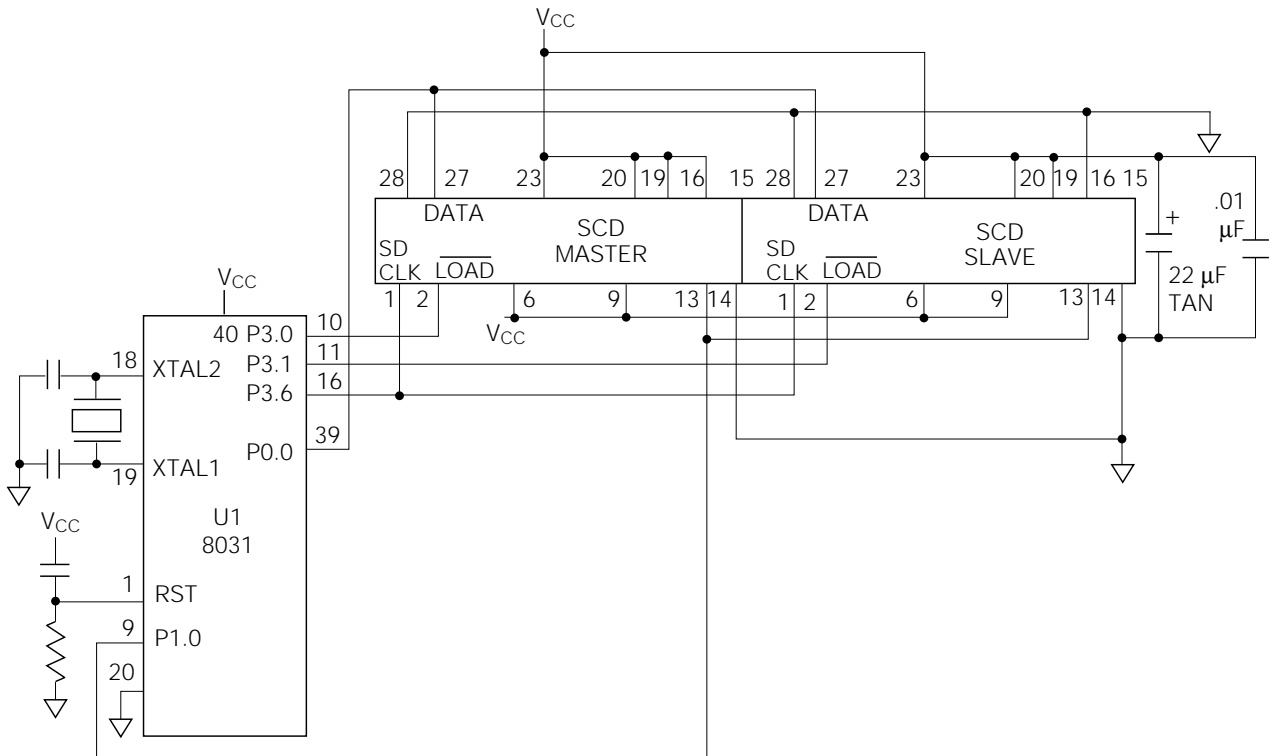 VCC
28 27 23 20 19 16 15 28 27 23 20 19 16 15
DATA DATA
SCD MASTER
SCD SLAVE
SD CLK LOAD SD CLK LOAD
1 2 6 9 13 14 1 2 6 9 13 14
VCC
+
22 µF TAN
.01 µF
VCC
40 P3.0 10
P3.1 11
P3.6 16
P0.0 39
18 XTAL2
19 XTAL1
U1
8031
VCC
1 RST
9 P1.0
20